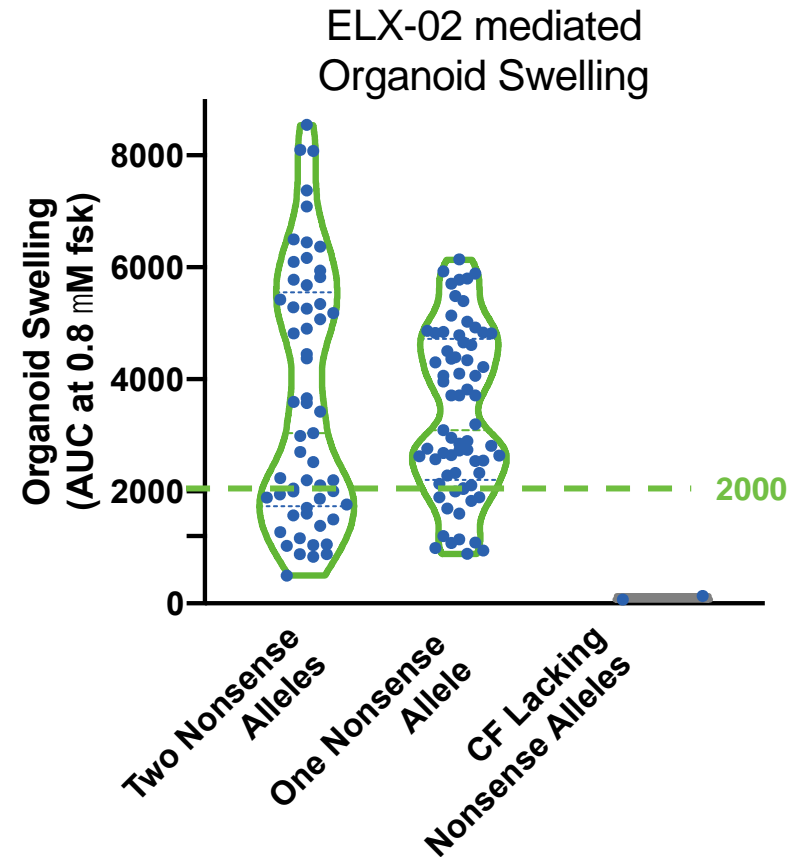 ELX-02 mediated
Organoid Swelling
Organoid Swelling
(AUC at 0.8 mM fsk)
8000
6000
4000
2000
0
2000
Two Nonsense
Alleles
One Nonsense
Allele
CF Lacking
Nonsense Alleles